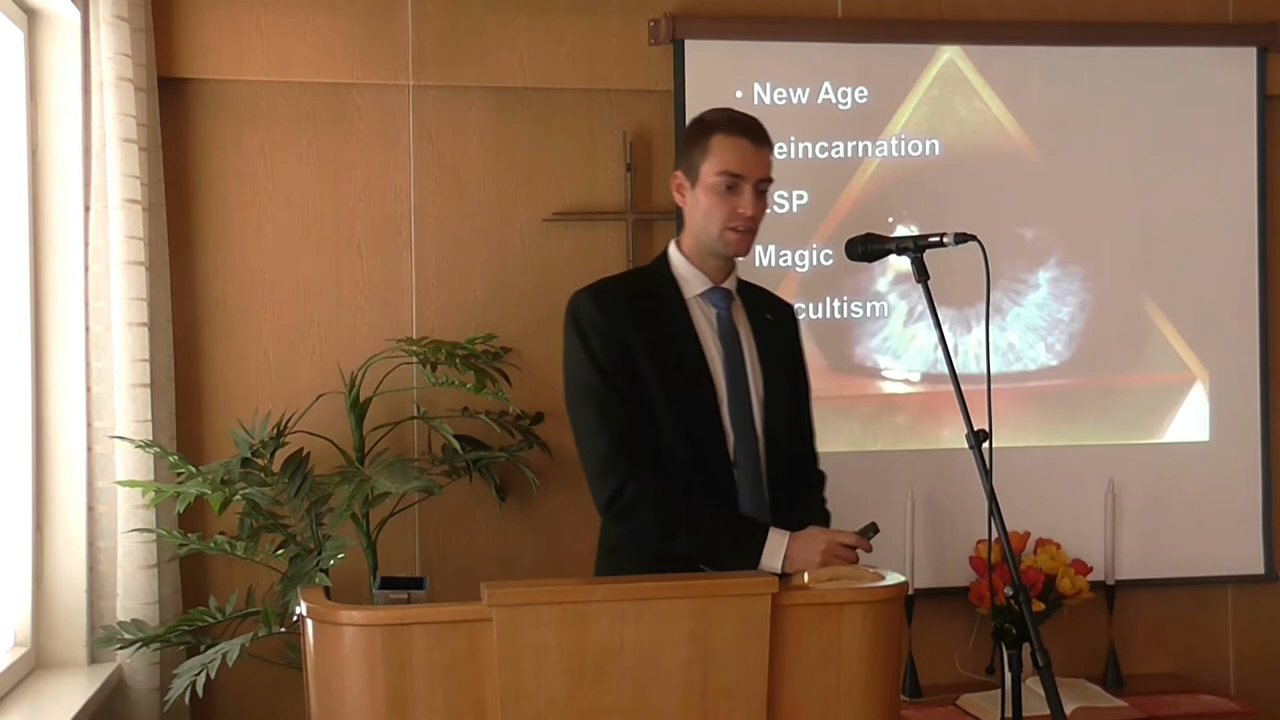 • New Age
eincarnation
SP
Magic
cultism